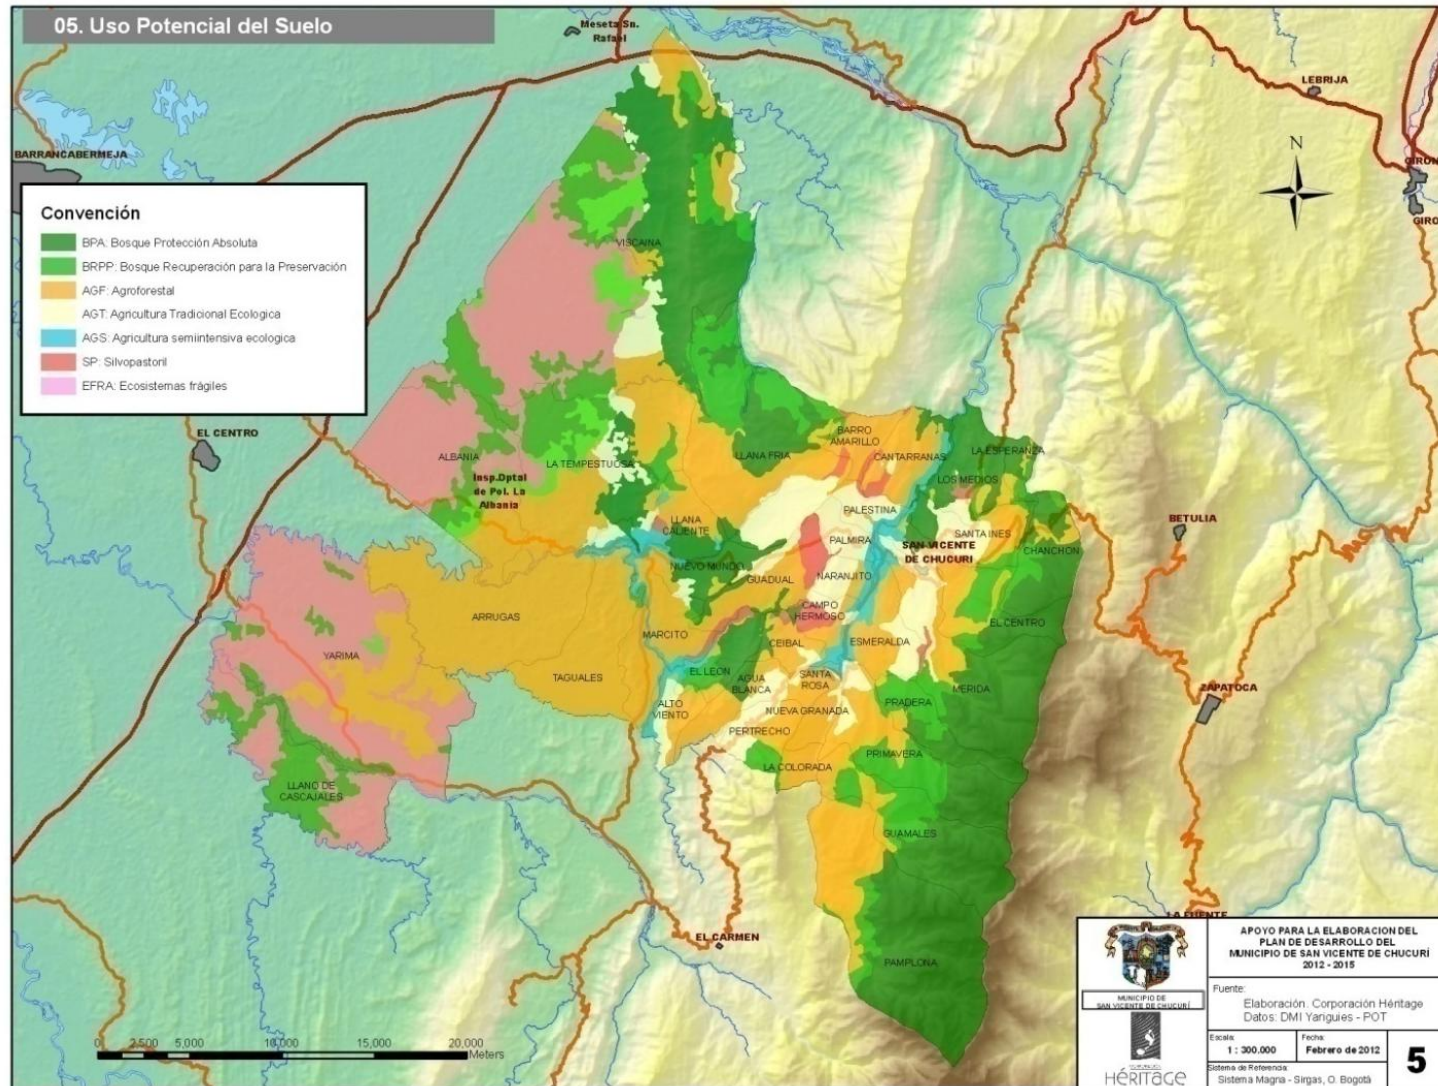 05. Uso Potencial del Suelo
Meseta Sn.
Rafael
LEBRIJA
BARRANCABERMEJA
GIRON
GIRO
N
Convención
BPA: Bosque Protección Absoluta
BRPP: Bosque Recuperación para la Preservación
AGF: Agroforestal
AGT: Agricultura Tradicional Ecologica
AGS: Agricultura semiintensiva ecologica
SP: Silvopastoril
EFRA: Ecosistemas frágiles
VISCAINA
EL CENTRO
ALBANIA
LA TEMPESTUOSA
Insp.Dptal
de Pol. La
Albania
LLANA FRIA
BARRO
AMARILLO
CANTARRANAS
LA ESPERANZA
LOS MEDIOS
PALESTINA
LLANA
CALIENTE
PALMIRA
SANTA INES
SAN VICENTE
DE CHUCURI
CHANCHON
BETULIA
NUEVO MUNDO
GUADUAL
NARANJITO
CAMPO
HERMOSO
ARRUGAS
MARCITO
CEIBAL
ESMERALDA
EL CENTRO
YARIMA
TAGUALES
EL LEON
AGUA
BLANCA
SANTA
ROSA
MERIDA
ZAPATOCA
ALTO
VIENTO
NUEVA GRANADA
PRADERA
PERTRECHO
PRIMAVERA
LA COLORADA
LLANO DE
CASCAJALES
GUAMALES
EL CARMEN
PAMPLONA
LA FUENTE
0 2,500 5,000 10,000 15,000 20,000
Meters
MUNICIPIO DE
SAN VICENTE DE CHUCURÍ
HÉRITAGE
APOYO PARA LA ELABORACION DEL
PLAN DE DESARROLLO DEL
MUNICIPIO DE SAN VICENTE DE CHUCURÍ
2012 - 2015
Fuente:
Elaboración: Corporación Héritage
Datos: DMI Yariguies - POT
Escala:
1 : 300.000
Fecha:
Febrero de 2012
5
Sistema de Referencia:
Sistema Magna - Sirgas, O. Bogotá